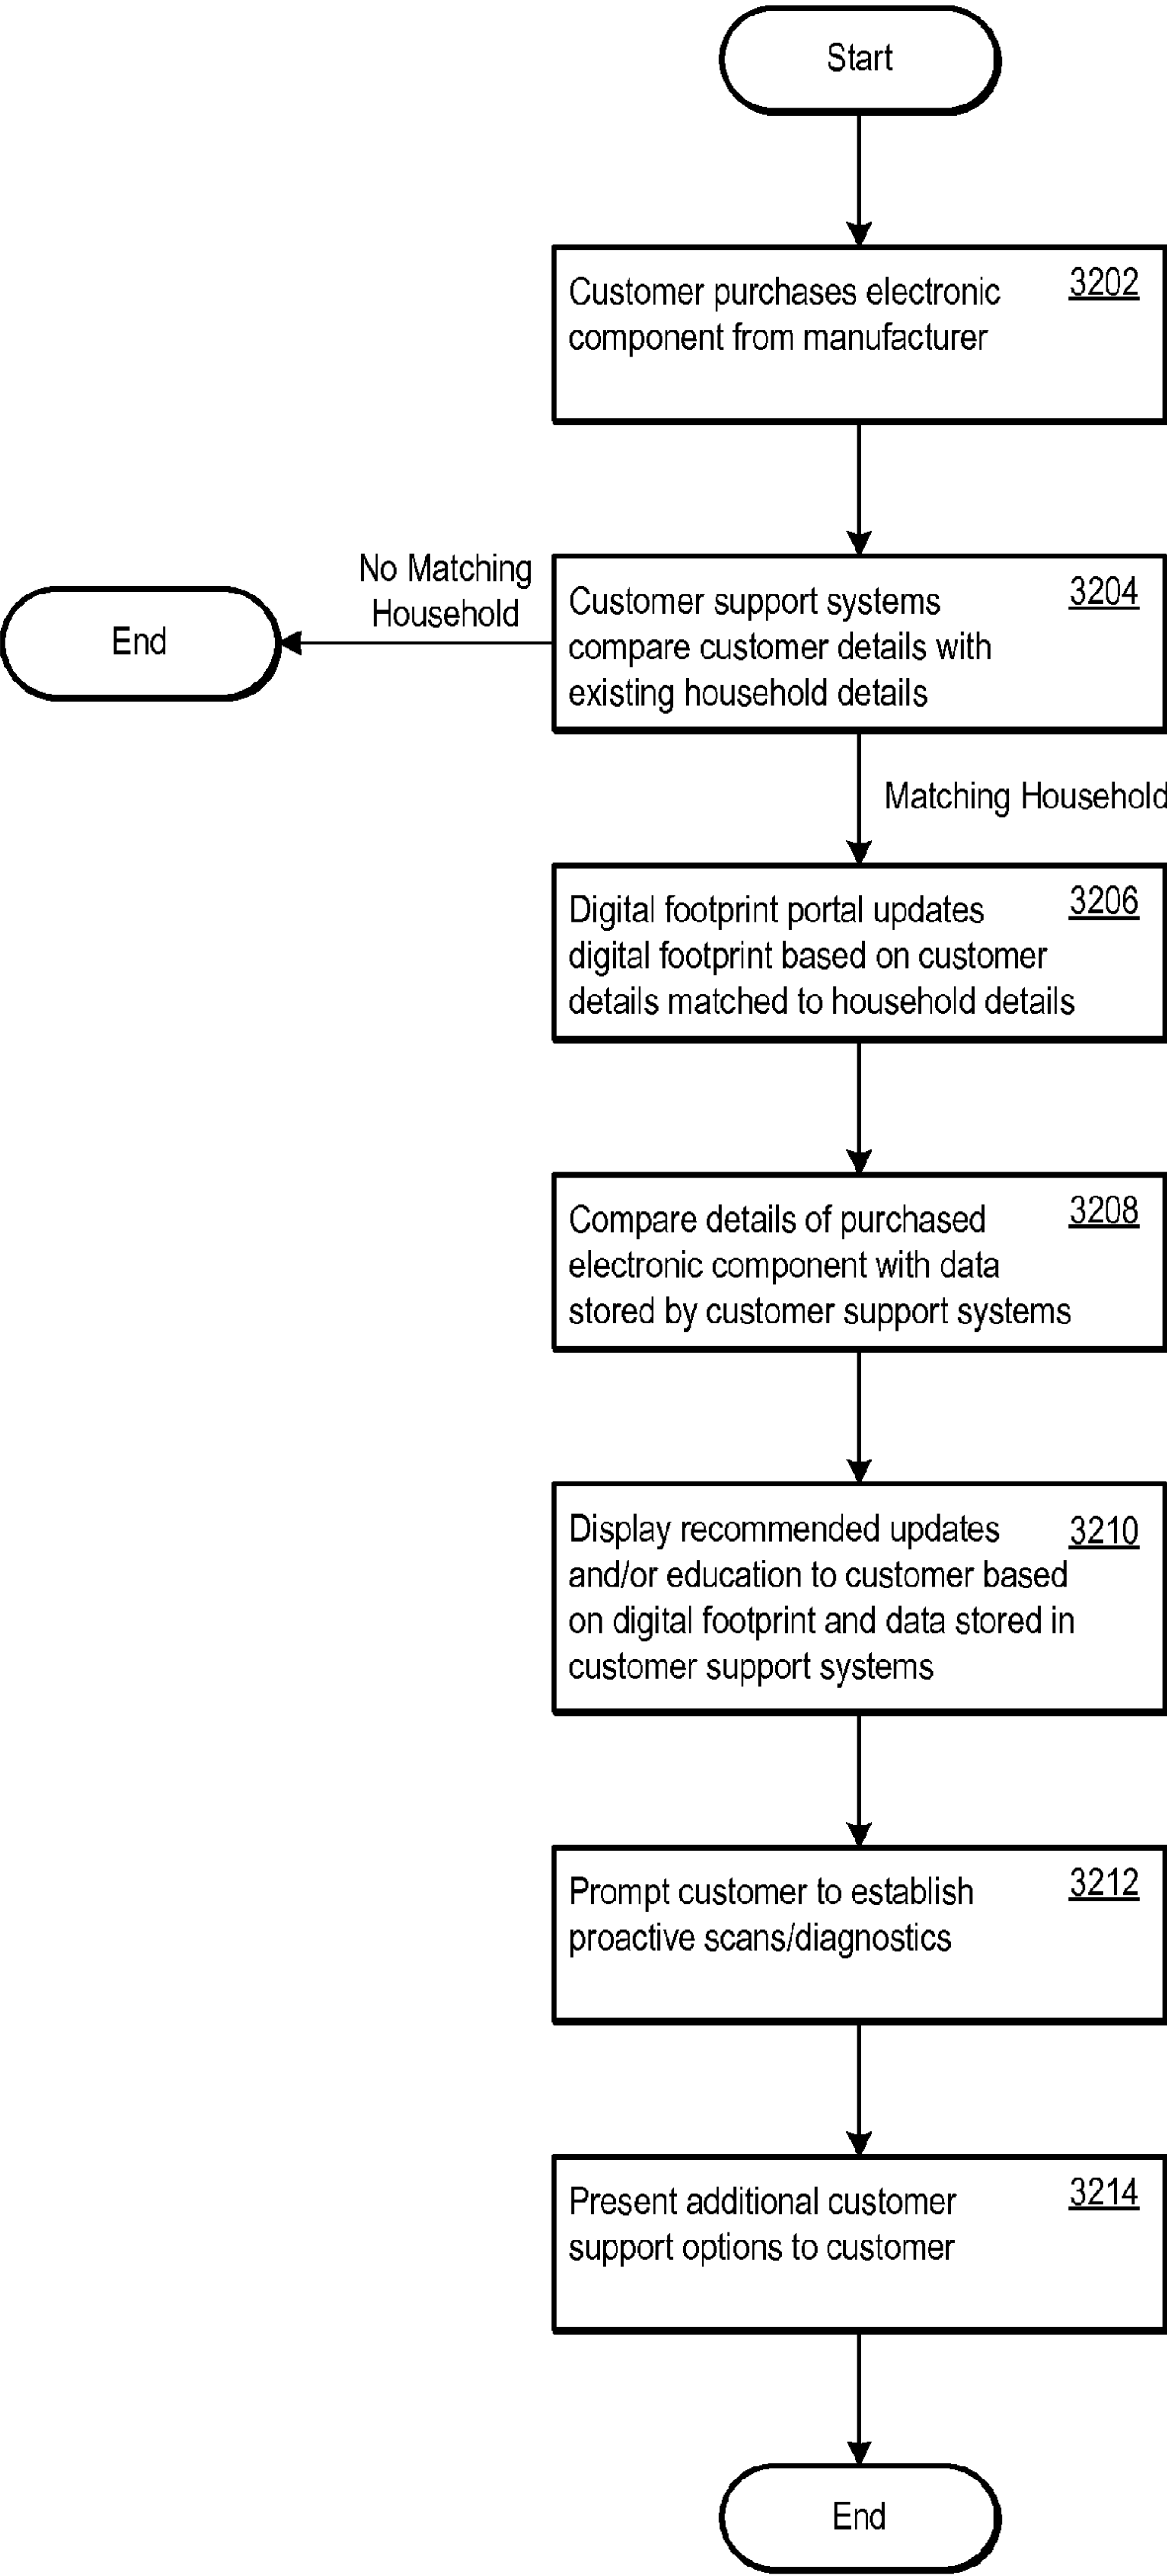 Start
Customer purchases electronic 3202
component from manufacturer
No Matching
Household
End
Customer support systems 3204
compare customer details with
existing household details
Matching Household
Digital footprint portal updates 3206
digital footprint based on customer
details matched to household details
Compare details of purchased 3208
electronic component with data
stored by customer support systems
Display recommended updates 3210
and/or education to customer based
on digital footprint and data stored in
customer support systems
Prompt customer to establish 3212
proactive scans/diagnostics
Present additional customer 3214
support options to customer
End